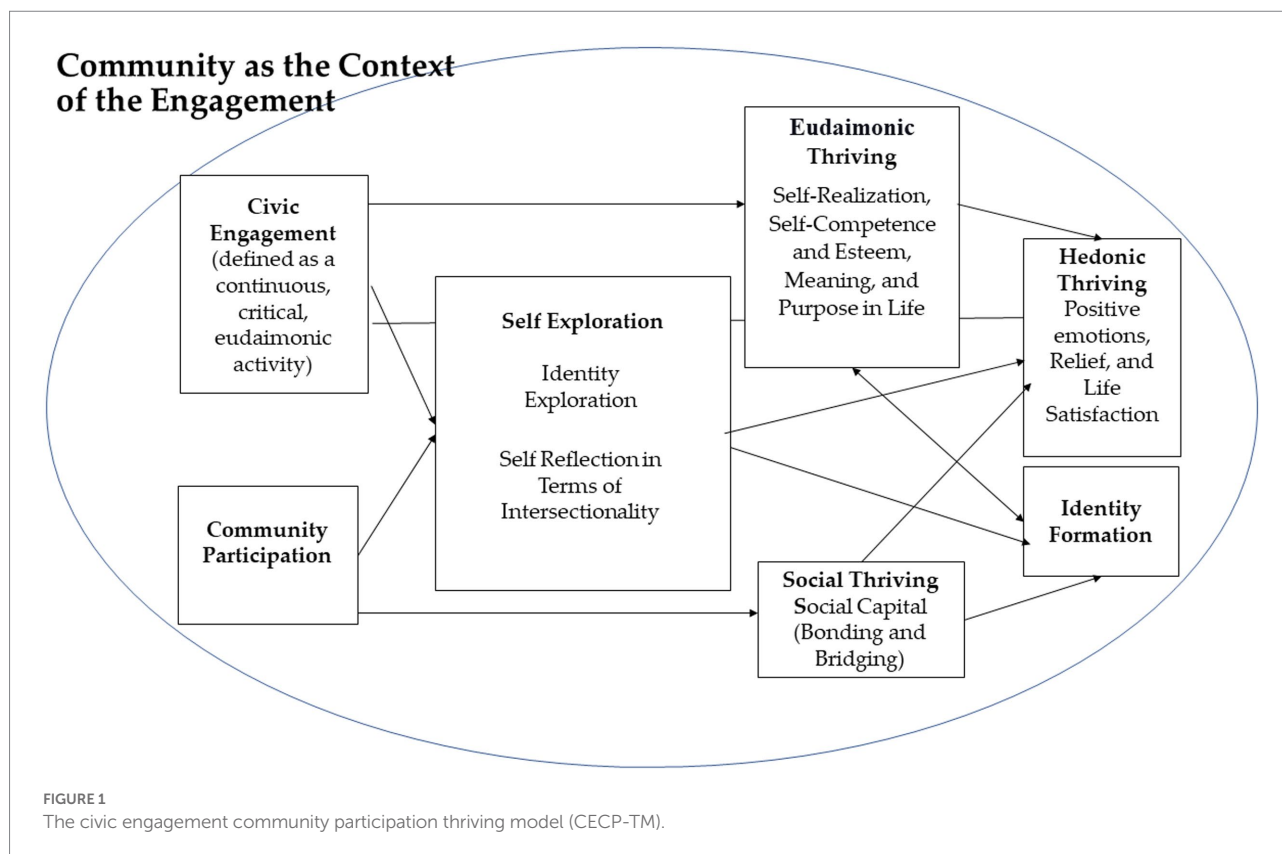 Community as the Context
of the Engagement
Civic
Engagement
(defined as a
continuous,
critical,
eudaimonic
activity)
Community
Participation
Self Exploration
Identity
Exploration
Self Reflection in
Terms of
Intersectionality
Eudaimonic
Thriving
Self-Realization,
Self-Competence
and Esteem,
Meaning, and
Purpose in Life
Social Thriving
Social Capital
(Bonding and
Bridging)
Hedonic
Thriving
Positive
emotions,
Relief, and
Life
Satisfaction
Identity
Formation
FIGURE 1
The civic engagement community participation thriving model (CECP-TM).